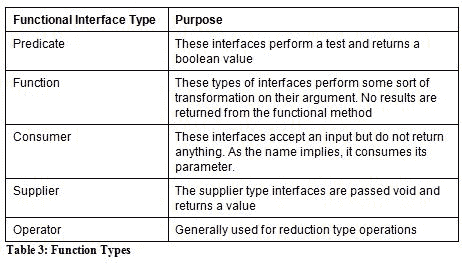 Functional Interface Type Purpose
Predicate These interfaces perform a test and returns a
boolean value
Function These types of interfaces perform some sort of
transformation on their argument. No results are
returned from the functional method
Consumer These interfaces accept an input but do not return
anything. As the name implies, it consumes its
parameter.
Supplier The supplier type interfaces are passed void and
returns a value
Operator Generally used for reduction type operations
Table 3: Function Types